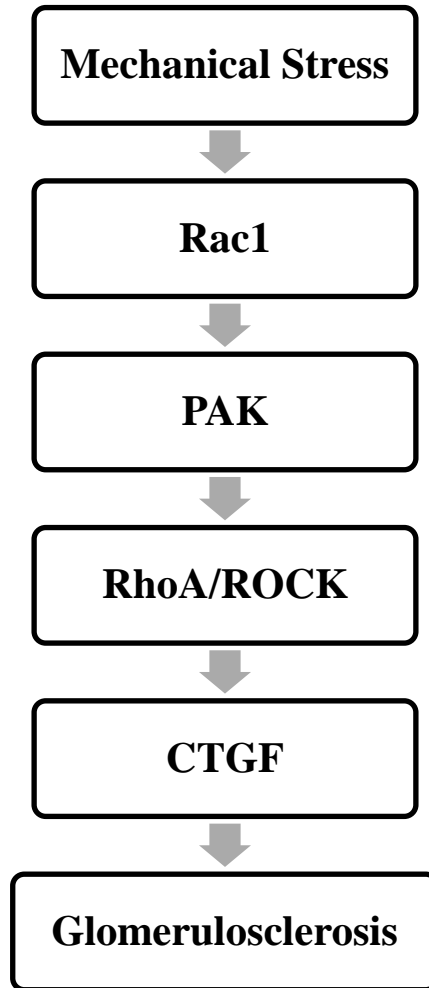 Mechanical Stress
Rac1
PAK
RhoA/ROCK
CTGF
Glomerulosclerosis